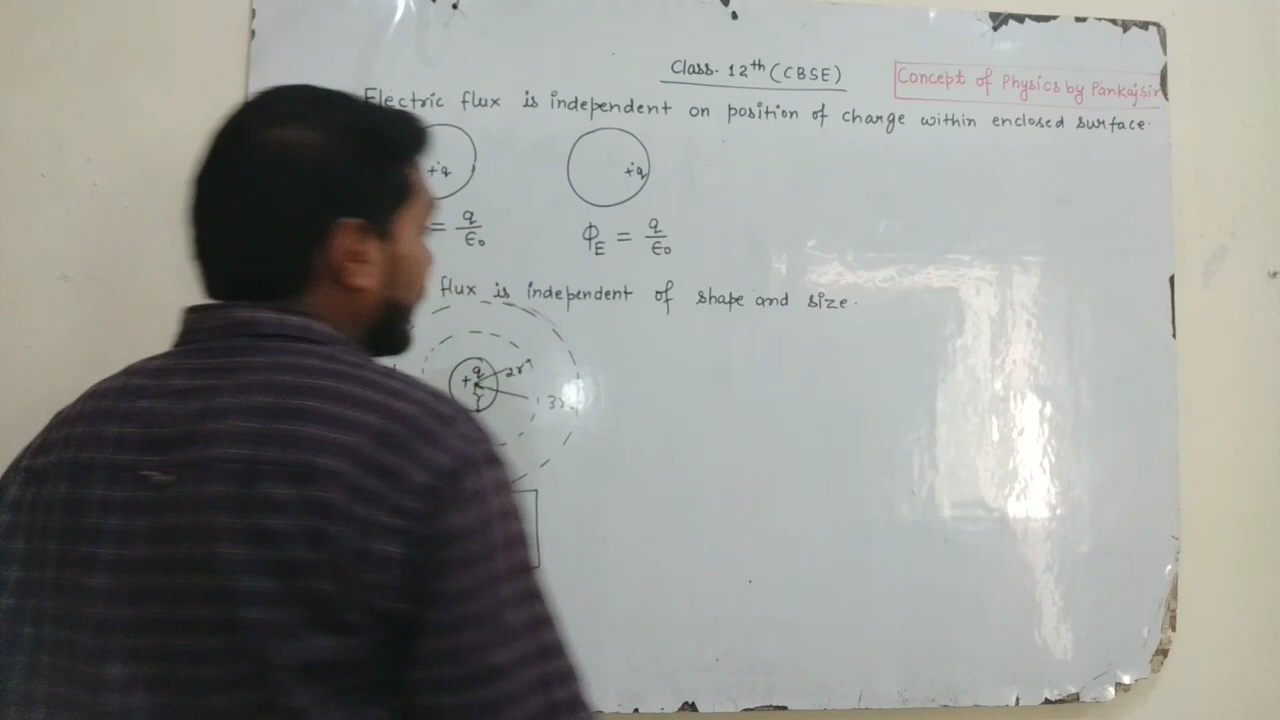 Class. 12th (CBSE)
Concept of Physics by Pankajsir
Electric flux is independent on position of charge within enclosed surface.
+q
+q
= q/ϵ₀
Φ_E = q/ϵ₀
flux is independent of shape and size.
+q
2r
r
3r